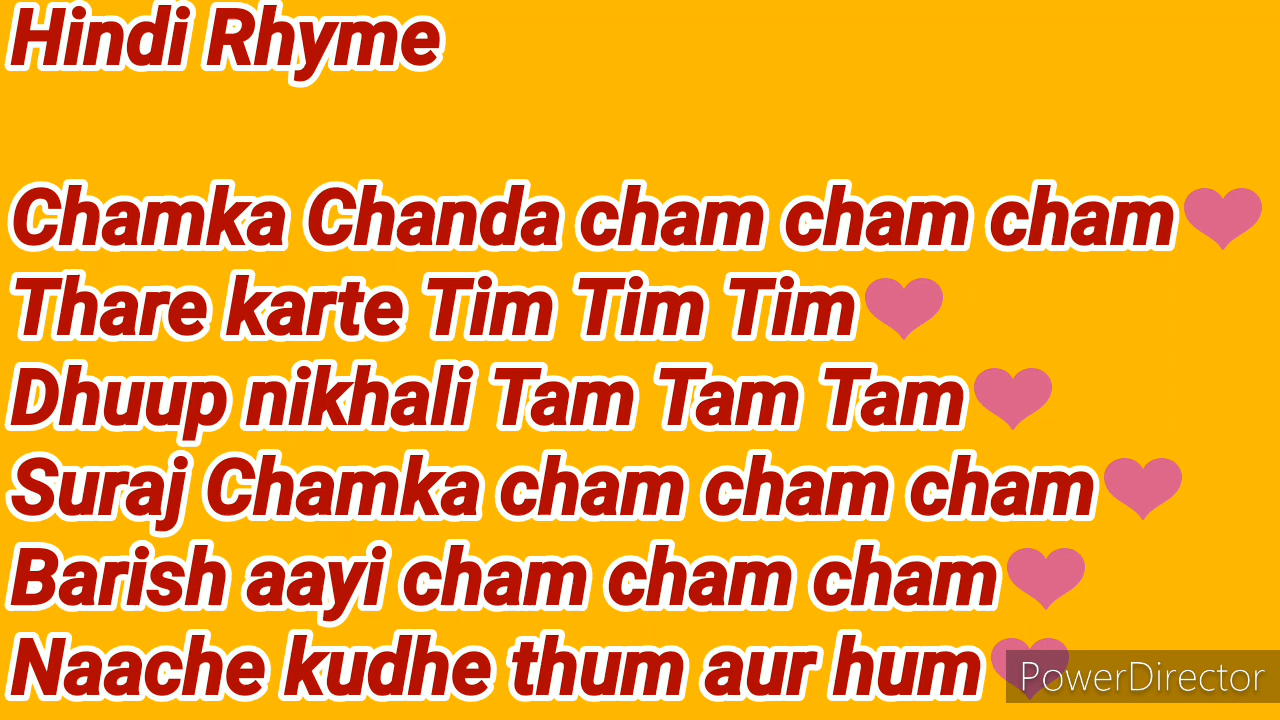 Hindi Rhyme
Chamka Chanda cham cham cham
Thare karte Tim Tim Tim
Dhuup nikhali Tam Tam Tam
Suraj Chamka cham cham cham
Barish aayi cham cham cham
Naache kudhe thum aur hum
PowerDirector